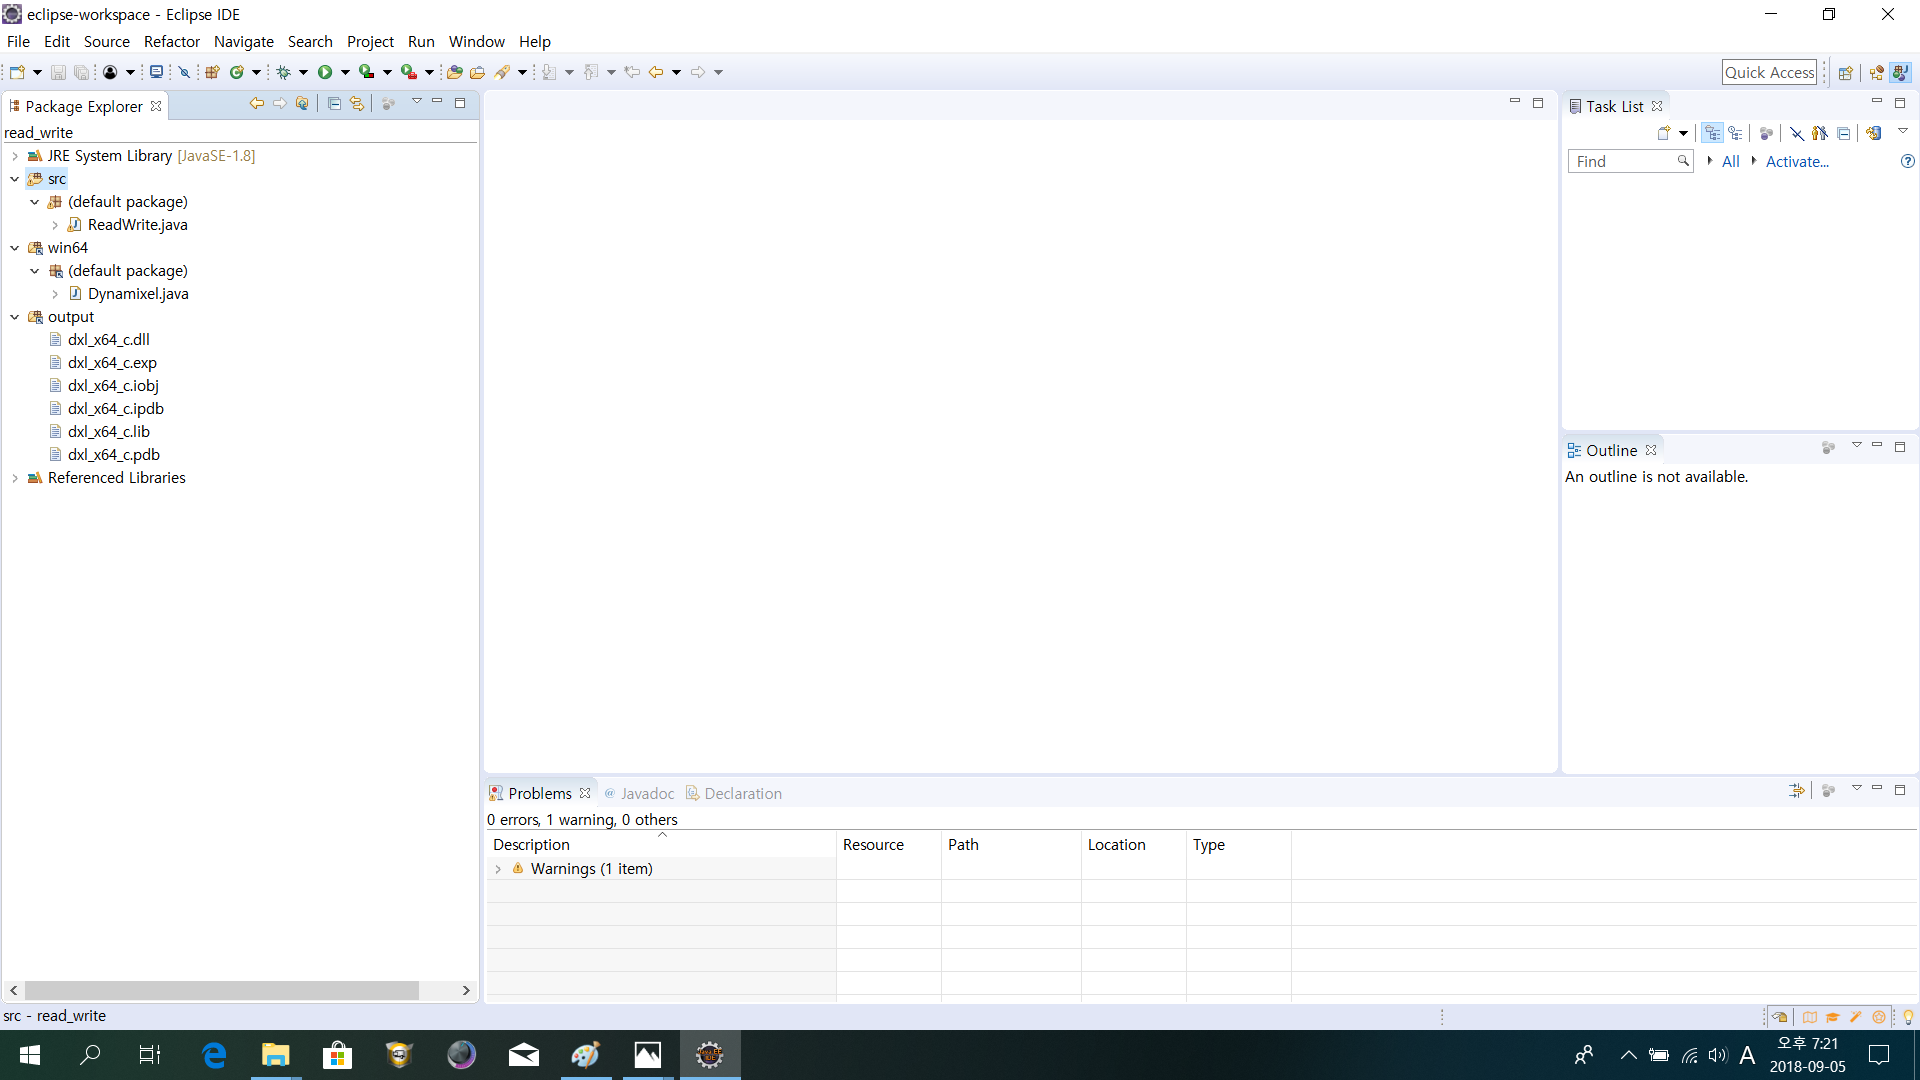 eclipse-workspace - Eclipse IDE
File Edit Source Refactor Navigate Search Project Run Window Help
Quick Access
Package Explorer
read_write
JRE System Library [JavaSE-1.8]
src
(default package)
ReadWrite.java
win64
(default package)
Dynamixel.java
output
dxl_x64_c.dll
dxl_x64_c.exp
dxl_x64_c.iobj
dxl_x64_c.ipdb
dxl_x64_c.lib
dxl_x64_c.pdb
Referenced Libraries
Task List
Find All Activate...
Outline
An outline is not available.
Problems @ Javadoc Declaration
0 errors, 1 warning, 0 others
Description Resource Path Location Type
Warnings (1 item)
src - read_write
A
오후 7:21
2018-09-05